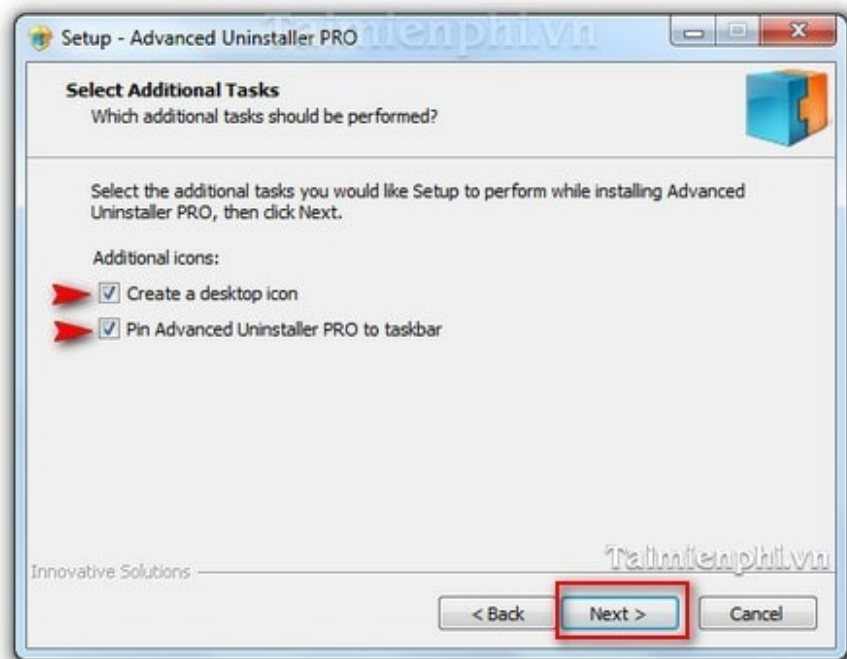 Setup - Advanced Uninstaller PRO
Taimienphi.vn
Select Additional Tasks
Which additional tasks should be performed?
Select the additional tasks you would like Setup to perform while installing Advanced
Uninstaller PRO, then click Next.
Additional icons:
Create a desktop icon
Pin Advanced Uninstaller PRO to taskbar
Taimienphi.vn
Innovative Solutions
< Back Next > Cancel